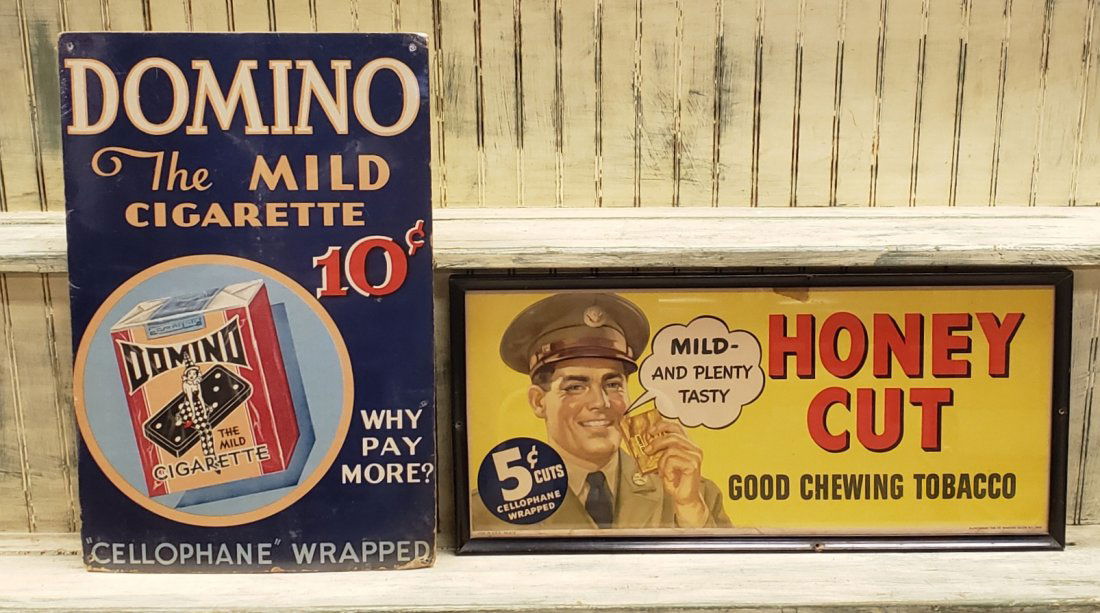 DOMINO
The MILD
CIGARETTE
10¢
DOMINO
THE
MILD
CIGARETTE
WHY
PAY
MORE?
"CELLOPHANE" WRAPPED
MILD-
AND PLENTY
TASTY
HONEY
CUT
5¢ CUTS
CELLOPHANE
WRAPPED
GOOD CHEWING TOBACCO